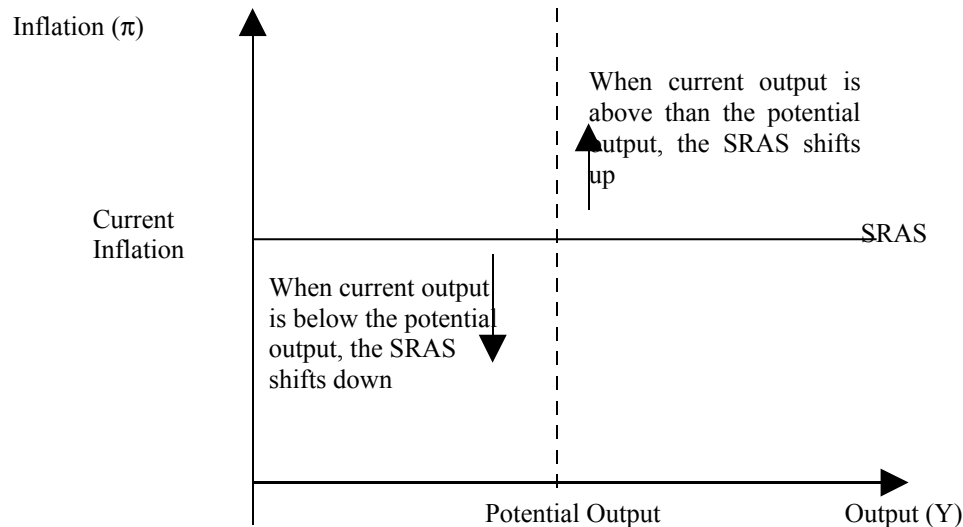 Inflation (π)
When current output is
above than the potential
output, the SRAS shifts
up
Current
Inflation
SRAS
When current output
is below the potential
output, the SRAS
shifts down
Potential Output
Output (Y)